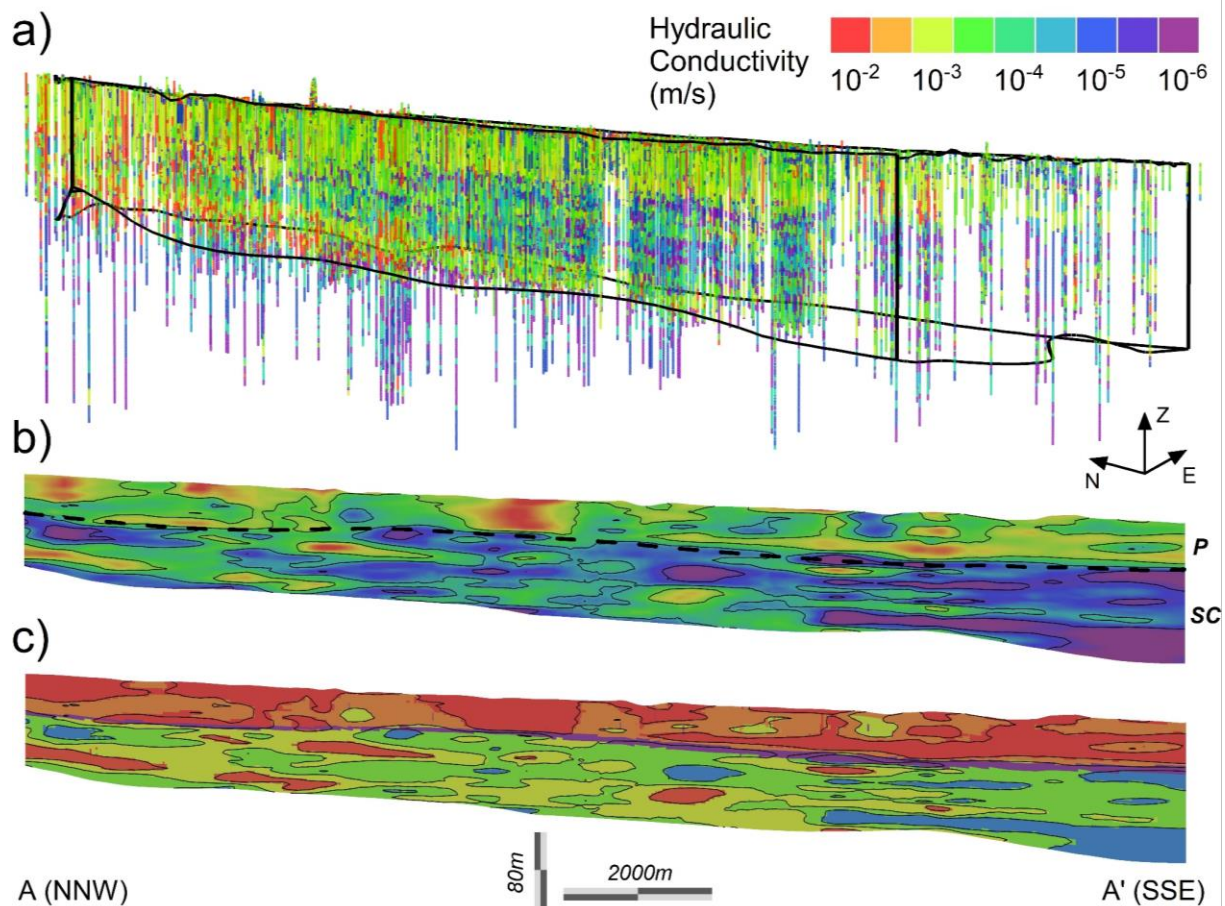 a)
Hydraulic
Conductivity
(m/s)
10⁻² 10⁻³ 10⁻⁴ 10⁻⁵ 10⁻⁶
Z
N E
b)
P
SC
c)
80m
2000m
A (NNW)
A' (SSE)